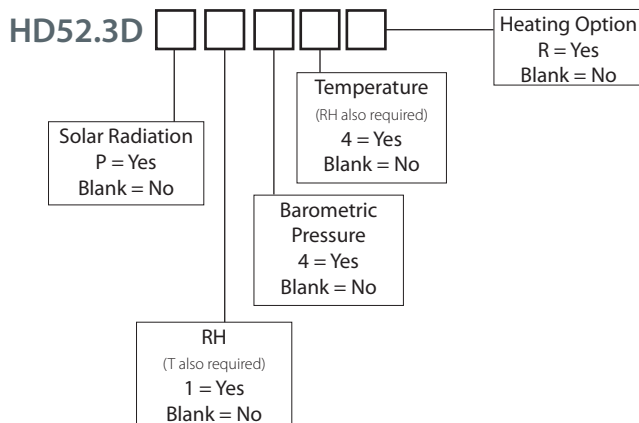 HD52.3D
Heating Option
R = Yes
Blank = No
Temperature
(RH also required)
4 = Yes
Blank = No
Solar Radiation
P = Yes
Blank = No
Barometric
Pressure
4 = Yes
Blank = No
RH
(T also required)
1 = Yes
Blank = No